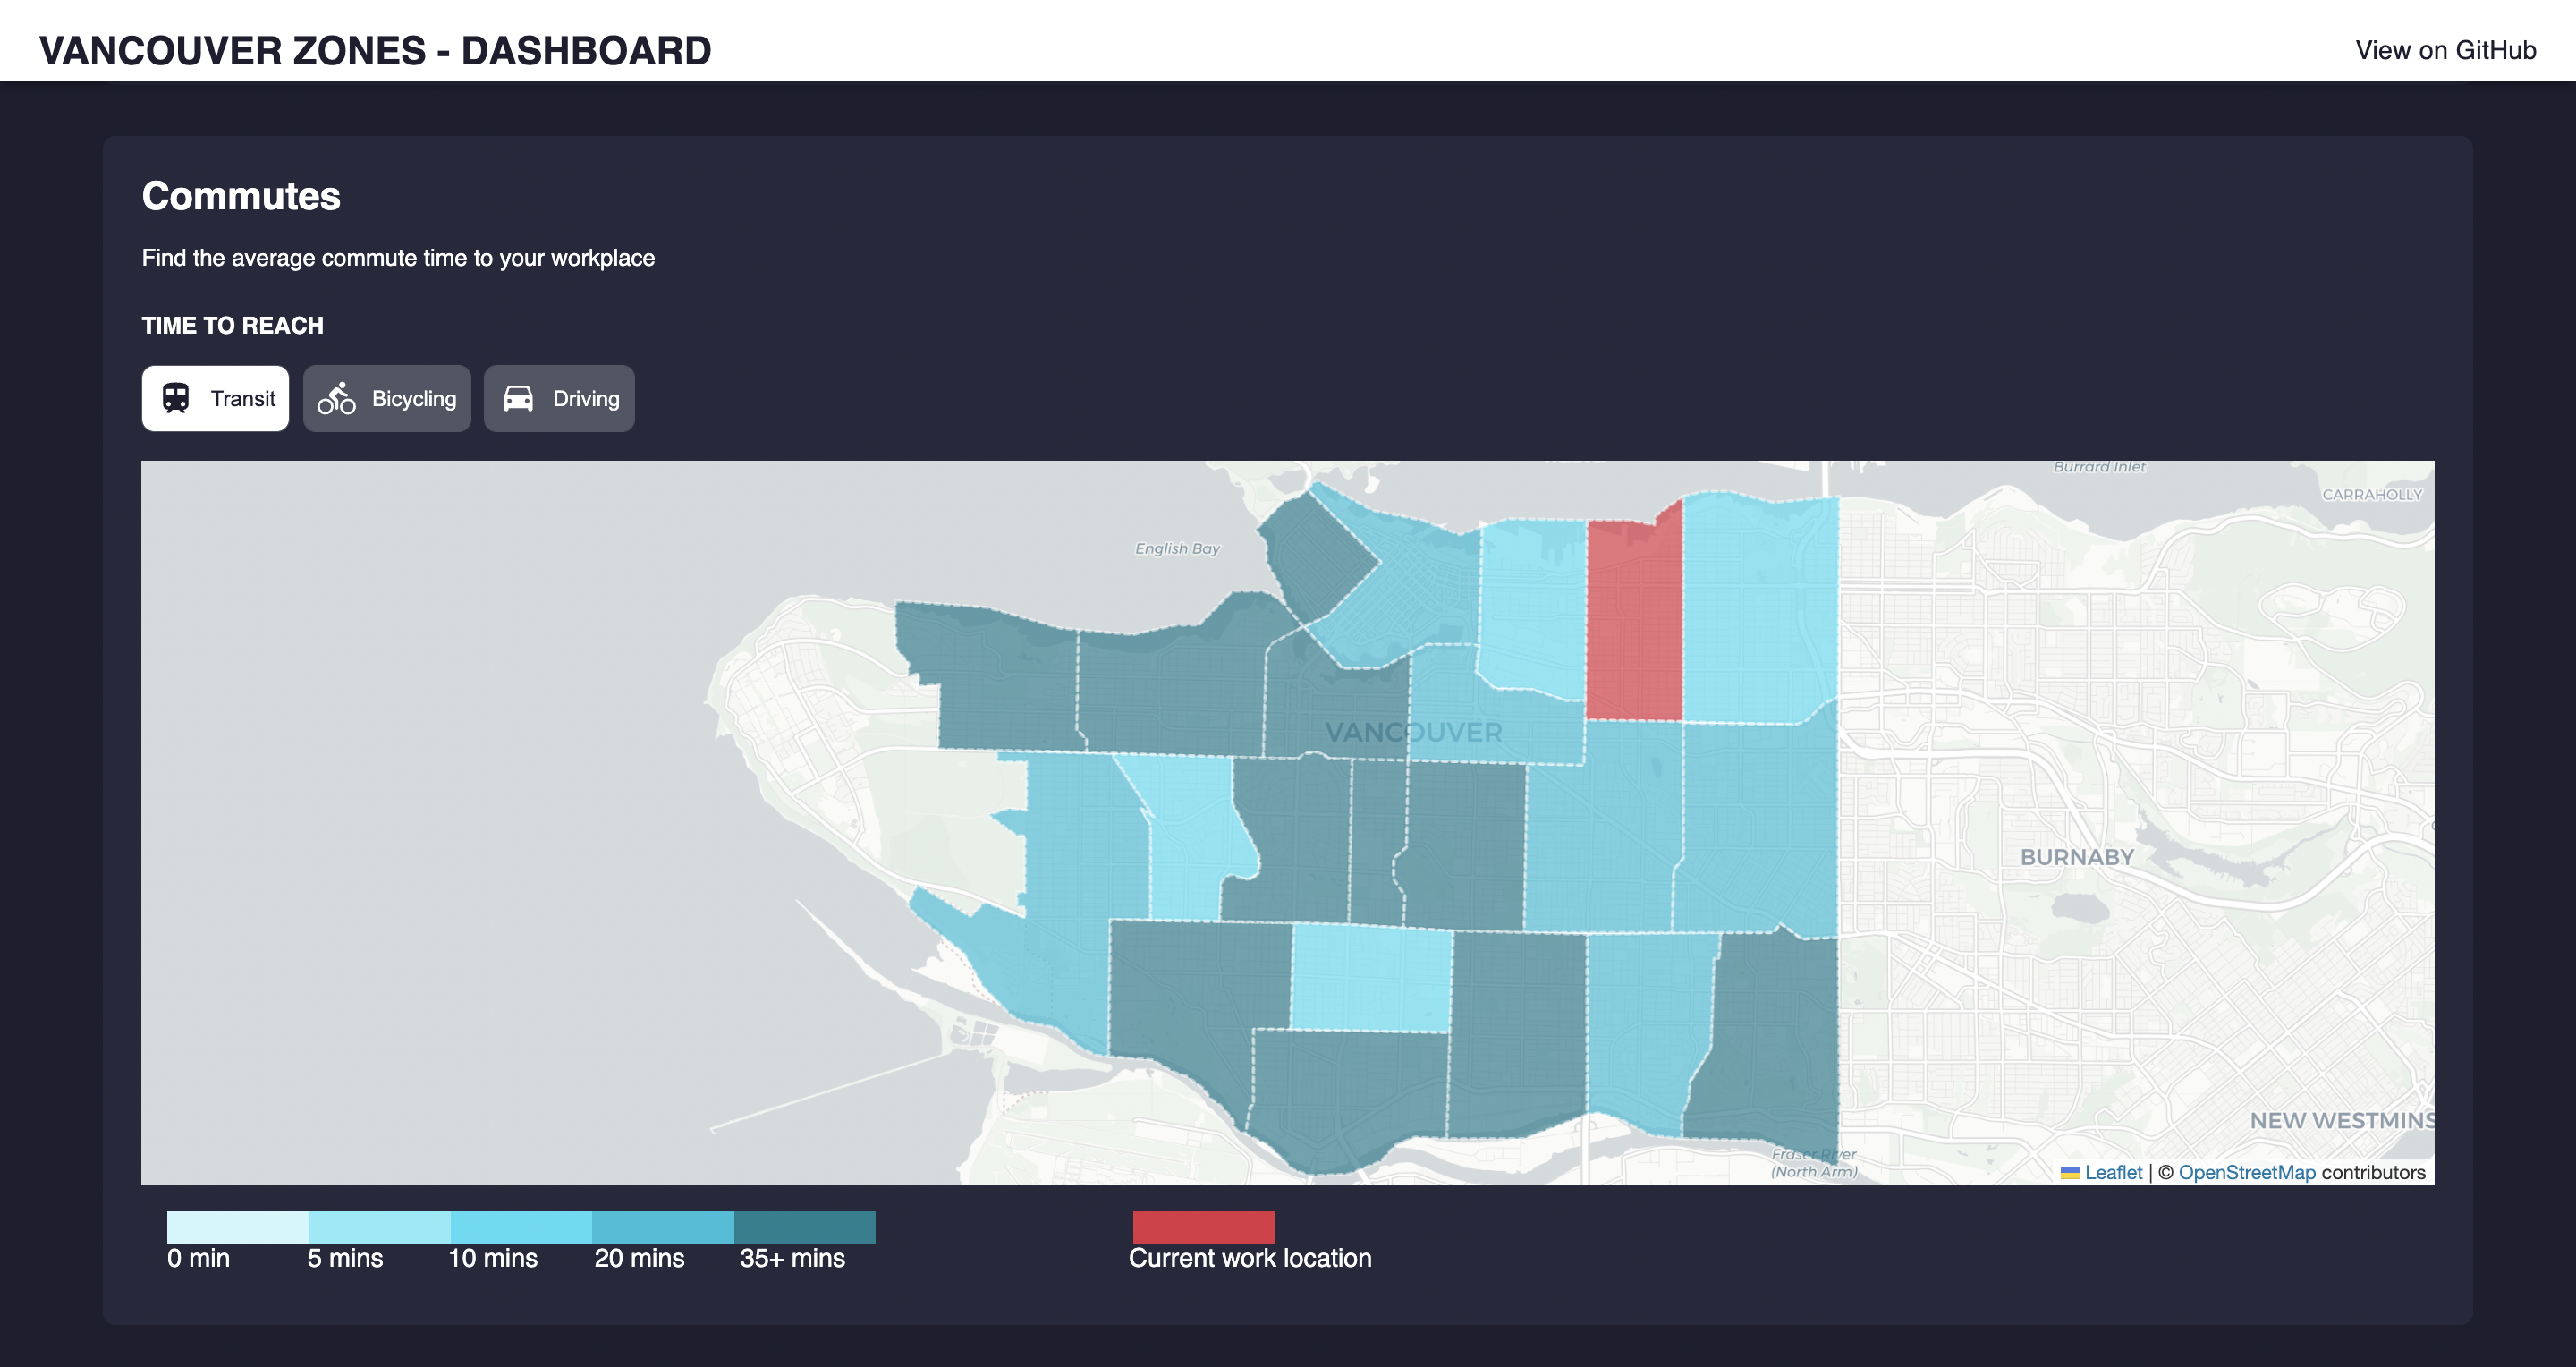 VANCOUVER ZONES - DASHBOARD
View on GitHub
Commutes
Find the average commute time to your workplace
TIME TO REACH
Transit
Bicycling
Driving
Burrard Inlet
CARRAHOLLY
English Bay
VANCOUVER
BURNABY
NEW WESTMINS
Fraser River
(North Arm)
Leaflet | © OpenStreetMap contributors
0 min
5 mins
10 mins
20 mins
35+ mins
Current work location